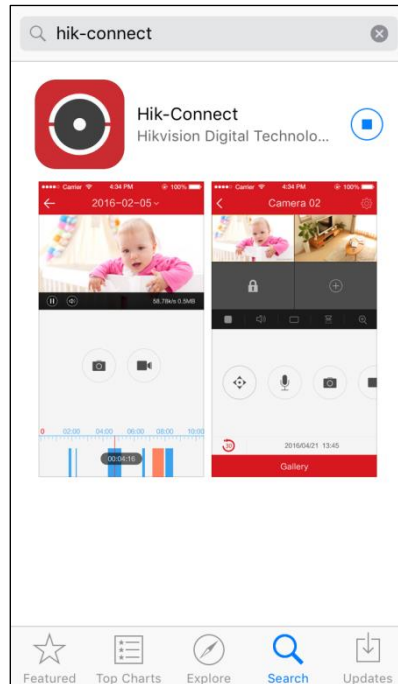 hik-connect
Hik-Connect
Hikvision Digital Technolo...
Carrier 4:34 PM 100%
2016-02-05
58.78k/s 0.5MB
0 02:00 04:00 06:00 08:00 10:00
00:04:16
Carrier 4:34 PM 100%
Camera 02
30
2016/04/21 13:45
Gallery
Featured Top Charts Explore Search Updates